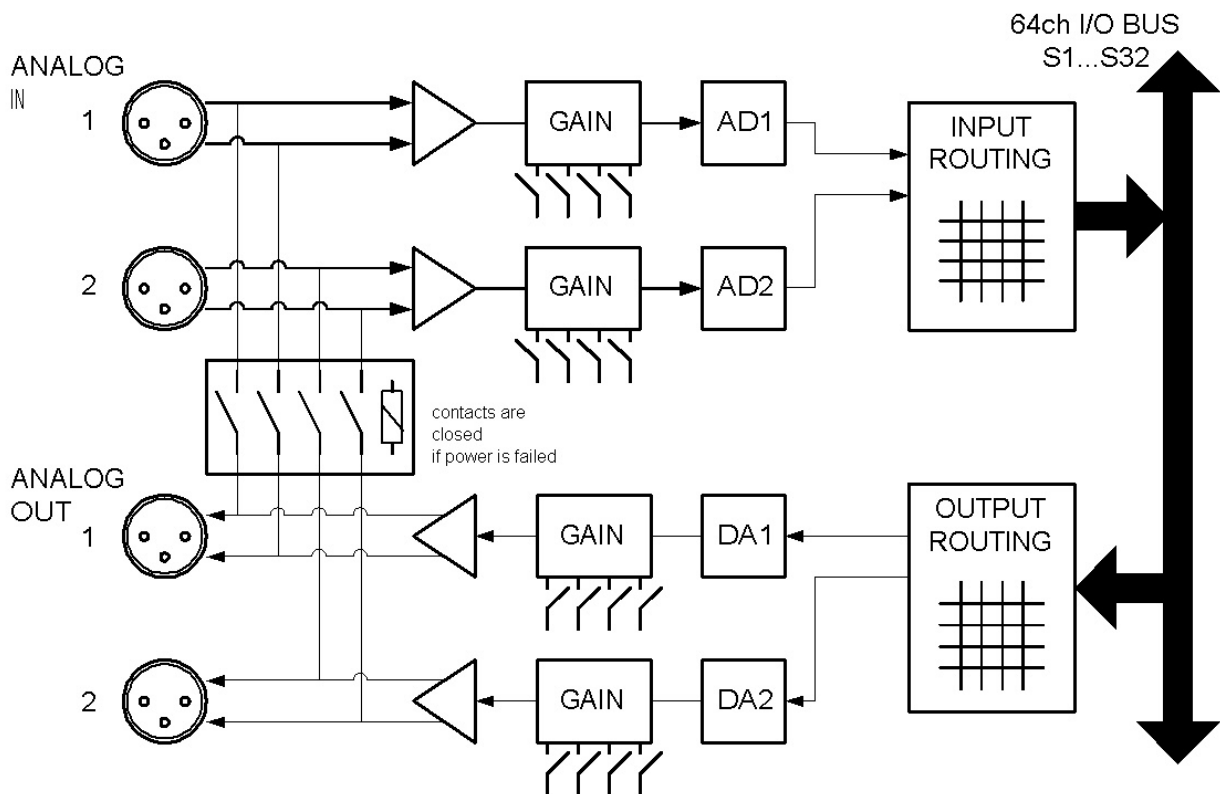 64ch I/O BUS
S1...S32
ANALOG
IN
1
GAIN
AD1
INPUT
ROUTING
2
GAIN
AD2
contacts are
closed
if power is failed
ANALOG
OUT
1
GAIN
DA1
OUTPUT
ROUTING
2
GAIN
DA2